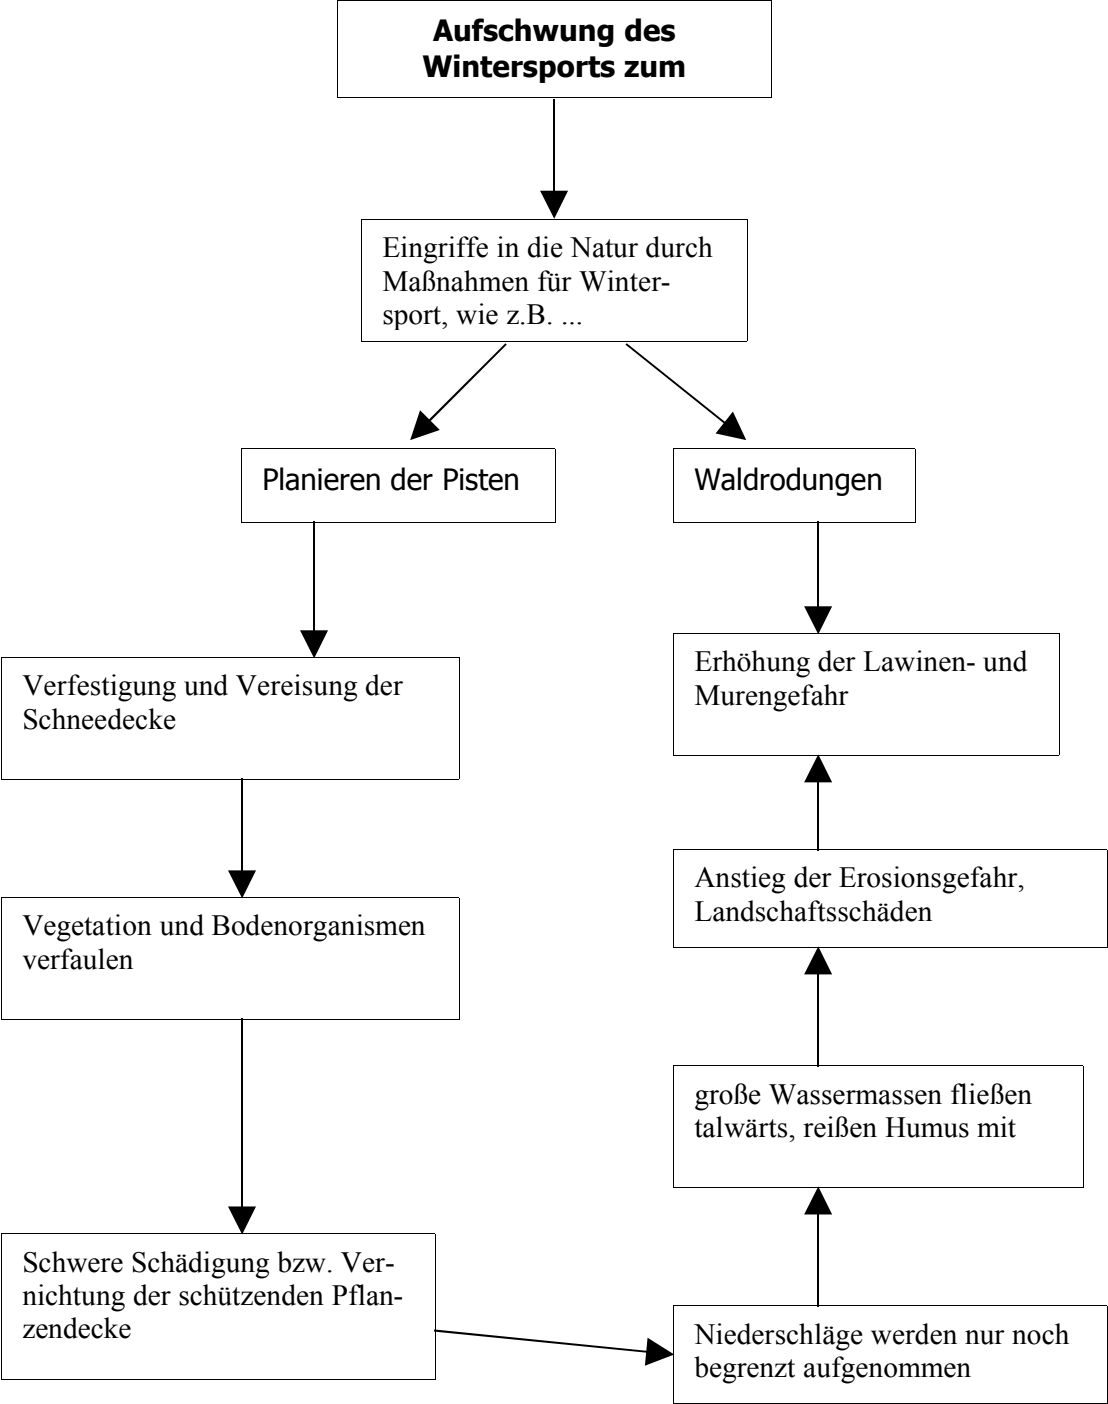 Aufschwung des
Wintersports zum
Eingriffe in die Natur durch
Maßnahmen für Winter-
sport, wie z.B. ...
Planieren der Pisten
Waldrodungen
Verfestigung und Vereisung der
Schneedecke
Vegetation und Bodenorganismen
verfaulen
Schwere Schädigung bzw. Ver-
nichtung der schützenden Pflan-
zendecke
Erhöhung der Lawinen- und
Murengefahr
Anstieg der Erosionsgefahr,
Landschaftsschäden
große Wassermassen fließen
talwärts, reißen Humus mit
Niederschläge werden nur noch
begrenzt aufgenommen